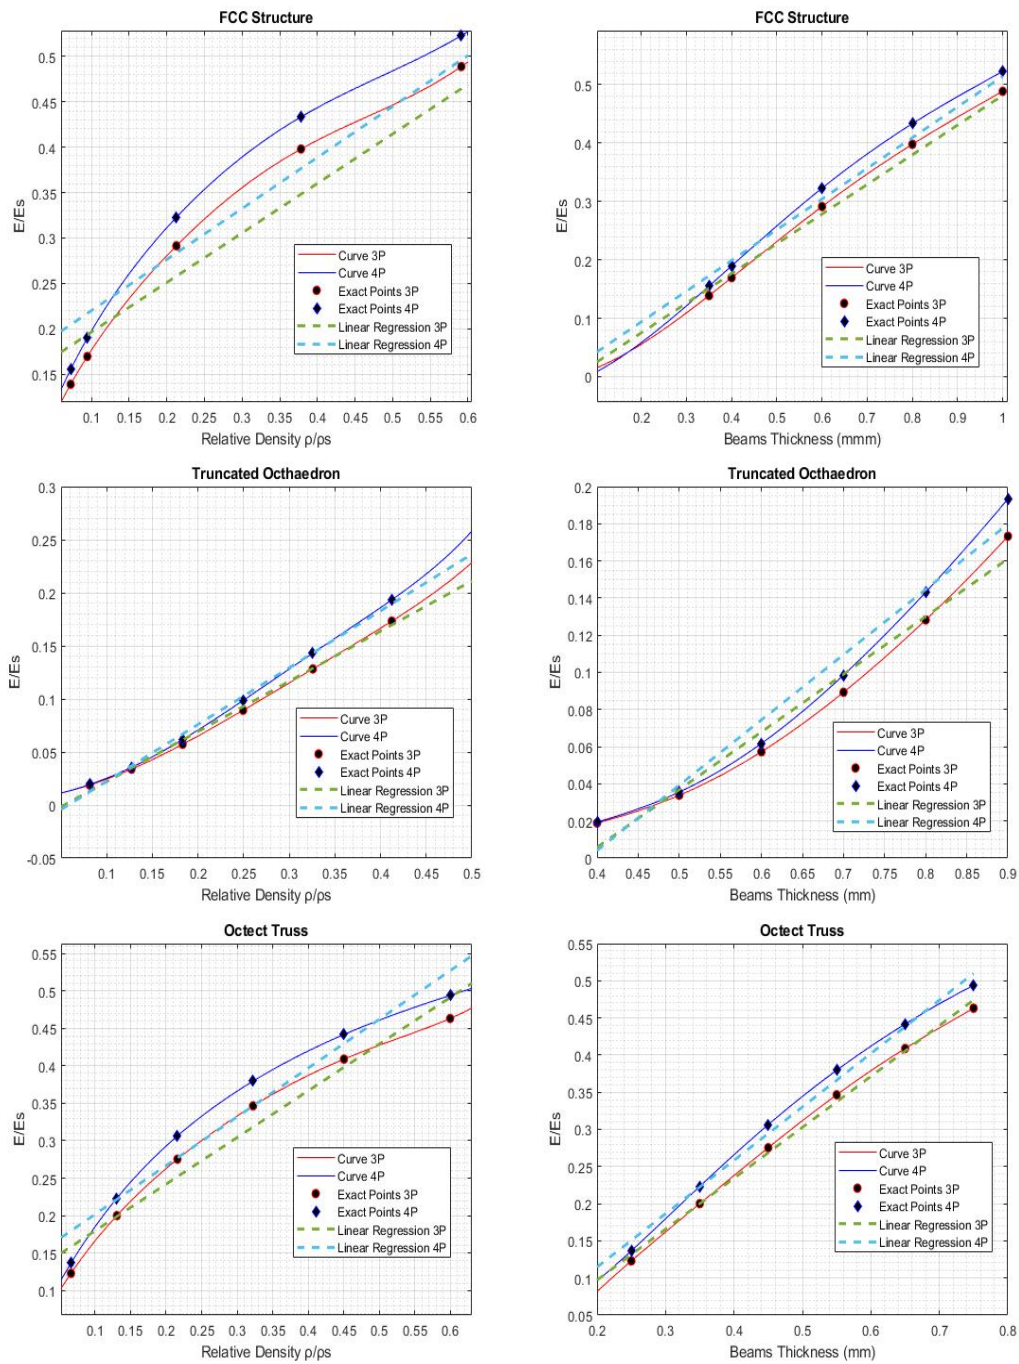 FCC Structure
E/Es
0.5
0.45
0.4
0.35
0.3
0.25
0.2
0.15
Curve 3P
Curve 4P
Exact Points 3P
Exact Points 4P
Linear Regression 3P
Linear Regression 4P
0.1 0.15 0.2 0.25 0.3 0.35 0.4 0.45 0.5 0.55 0.6
Relative Density ρ/ρs
FCC Structure
E/Es
0.5
0.4
0.3
0.2
0.1
0
Curve 3P
Curve 4P
Exact Points 3P
Exact Points 4P
Linear Regression 3P
Linear Regression 4P
0.2 0.3 0.4 0.5 0.6 0.7 0.8 0.9 1
Beams Thickness (mmm)
Truncated Octhaedron
E/Es
0.3
0.25
0.2
0.15
0.1
0.05
0
-0.05
Curve 3P
Curve 4P
Exact Points 3P
Exact Points 4P
Linear Regression 3P
Linear Regression 4P
0.1 0.15 0.2 0.25 0.3 0.35 0.4 0.45 0.5
Relative Density ρ/ρs
Truncated Octhaedron
E/Es
0.2
0.18
0.16
0.14
0.12
0.1
0.08
0.06
0.04
0.02
0
Curve 3P
Curve 4P
Exact Points 3P
Exact Points 4P
Linear Regression 3P
Linear Regression 4P
0.4 0.45 0.5 0.55 0.6 0.65 0.7 0.75 0.8 0.85 0.9
Beams Thickness (mm)
Octect Truss
E/Es
0.55
0.5
0.45
0.4
0.35
0.3
0.25
0.2
0.15
0.1
Curve 3P
Curve 4P
Exact Points 3P
Exact Points 4P
Linear Regression 3P
Linear Regression 4P
0.1 0.15 0.2 0.25 0.3 0.35 0.4 0.45 0.5 0.55 0.6
Relative Density ρ/ρs
Octect Truss
E/Es
0.55
0.5
0.45
0.4
0.35
0.3
0.25
0.2
0.15
0.1
0.05
Curve 3P
Curve 4P
Exact Points 3P
Exact Points 4P
Linear Regression 3P
Linear Regression 4P
0.2 0.3 0.4 0.5 0.6 0.7 0.8
Beams Thickness (mm)